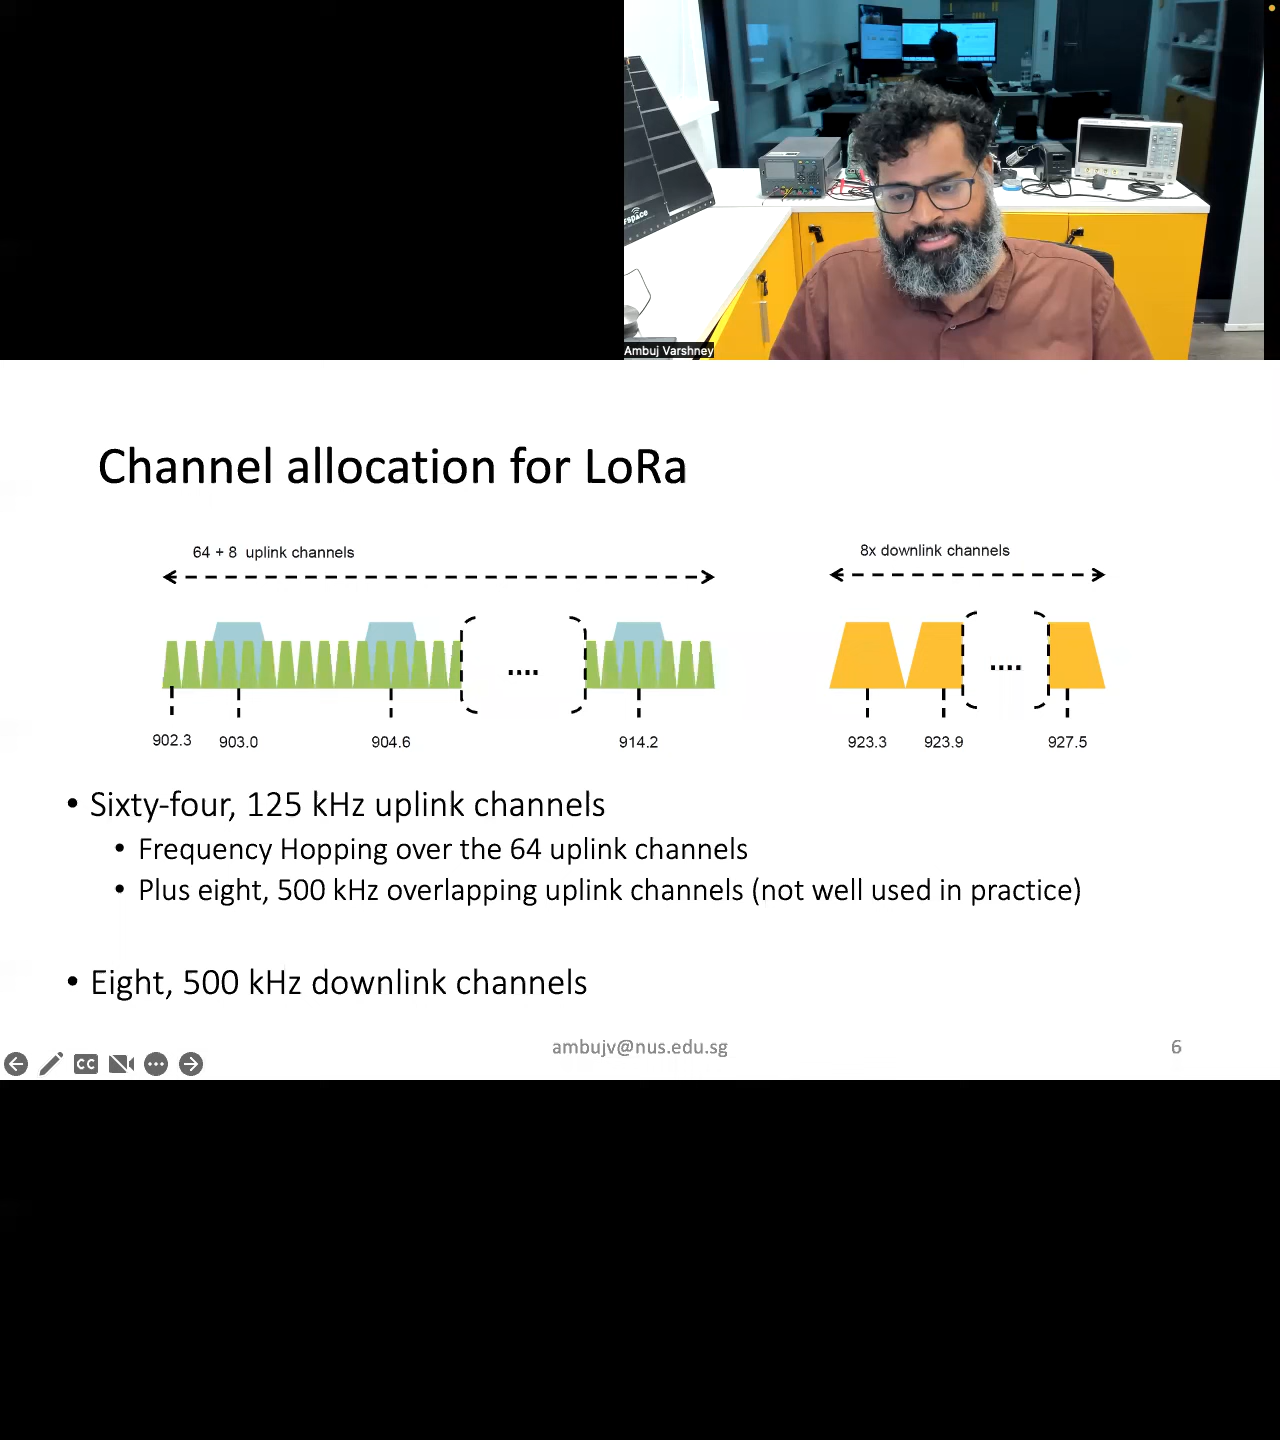 Ambuj Varshney
Channel allocation for LoRa
64 + 8 uplink channels
8x downlink channels
....
....
902.3 903.0 904.6 914.2 923.3 923.9 927.5
• Sixty-four, 125 kHz uplink channels
• Frequency Hopping over the 64 uplink channels
• Plus eight, 500 kHz overlapping uplink channels (not well used in practice)
• Eight, 500 kHz downlink channels
ambujv@nus.edu.sg
6
CC